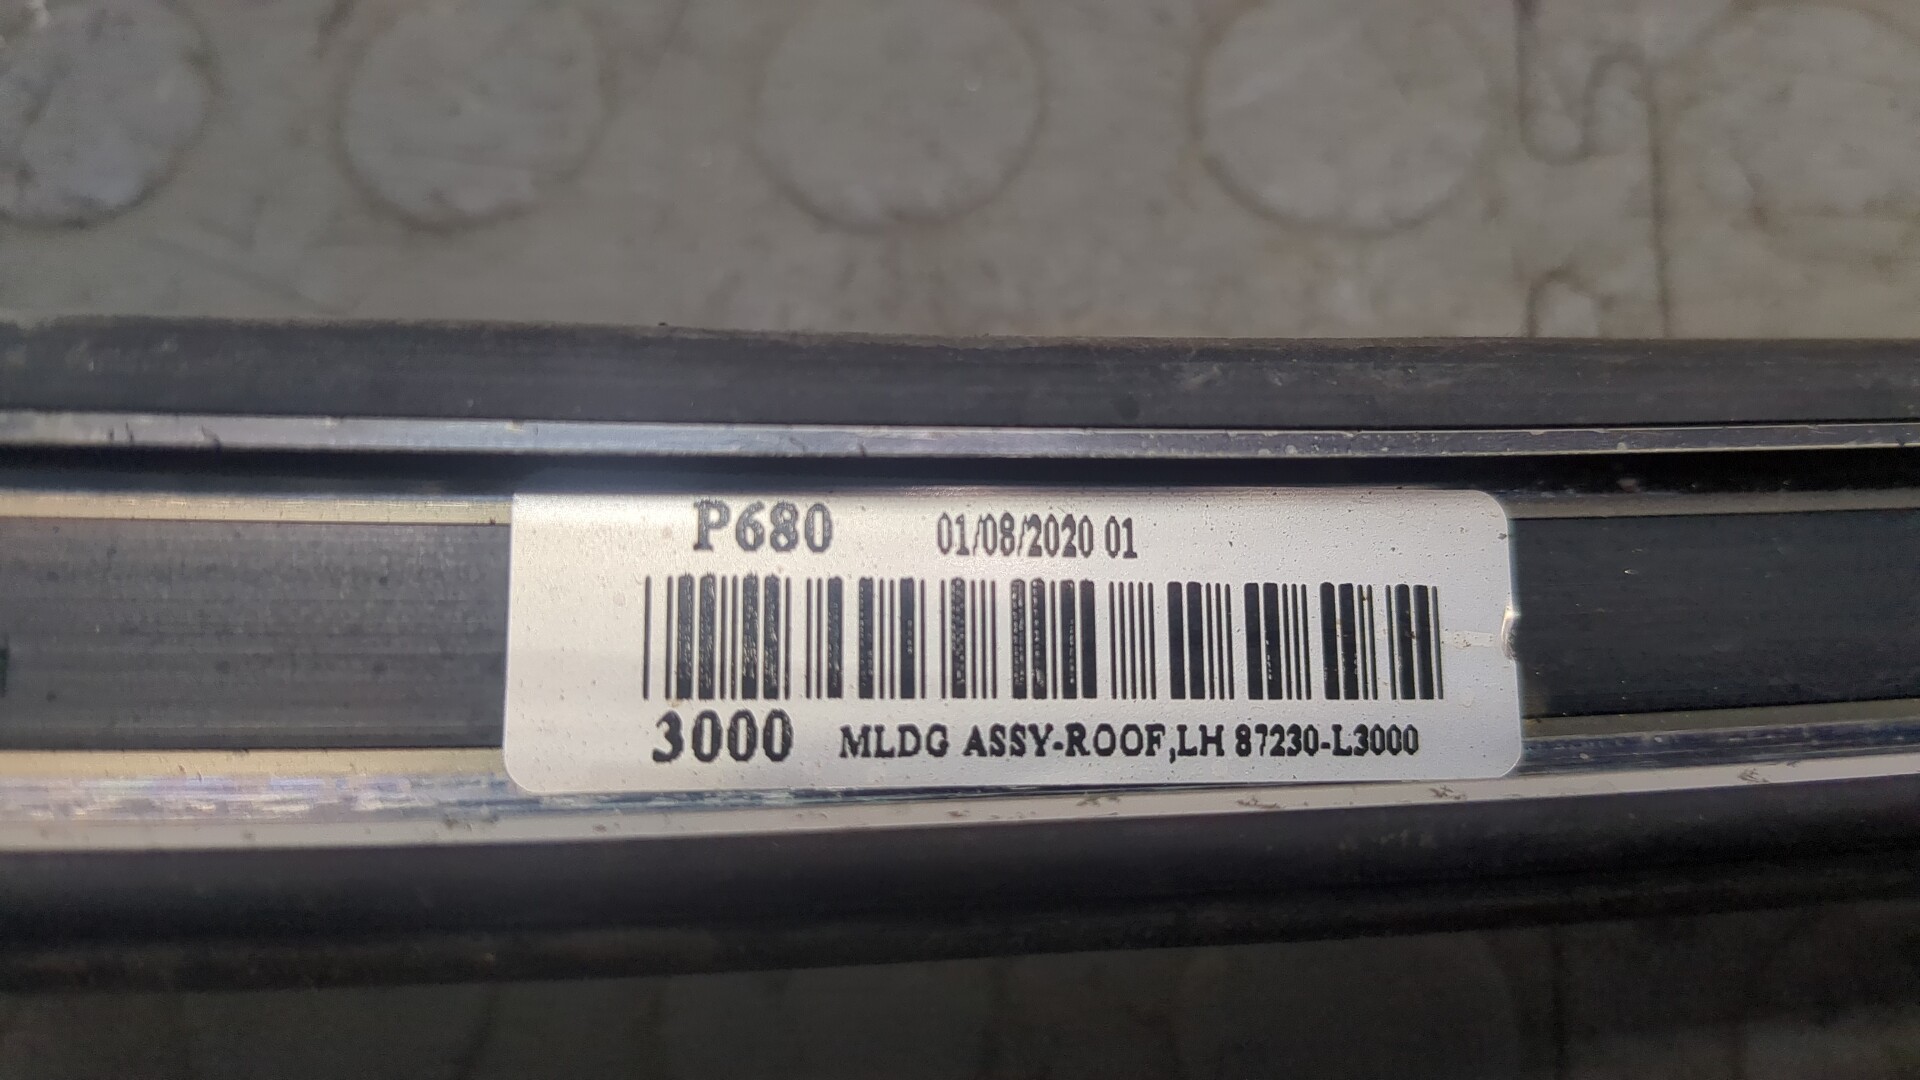 P680 01/08/2020 01
3000 MLDG ASSY-ROOF,LH 87230-L3000